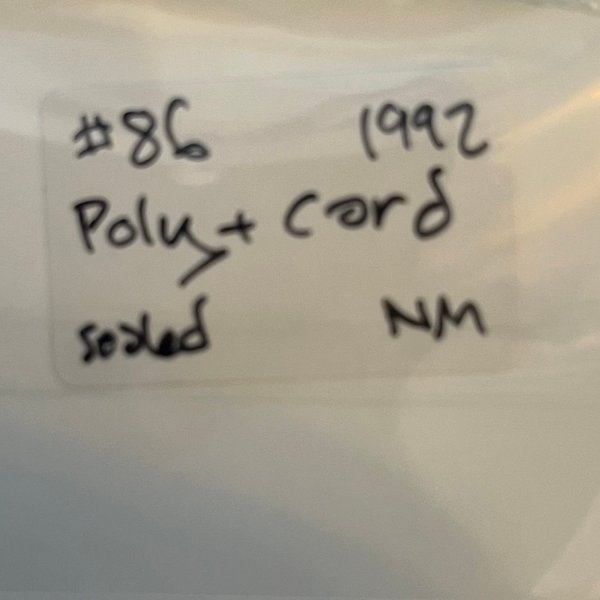 #86 1992
Poly + Card
sealed NM